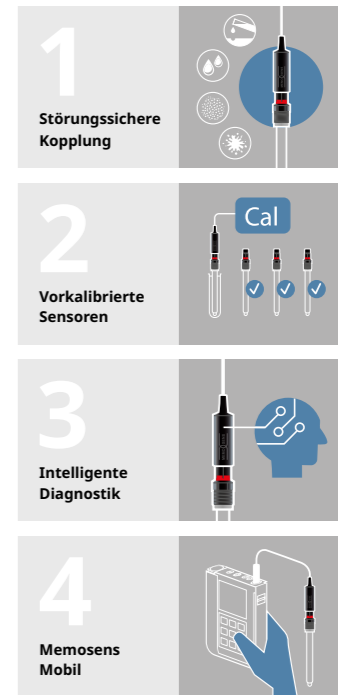 1
Störungssichere
Kopplung
2
Vorkalibrierte
Sensoren
Cal
3
Intelligente
Diagnostik
4
Memosens
Mobil